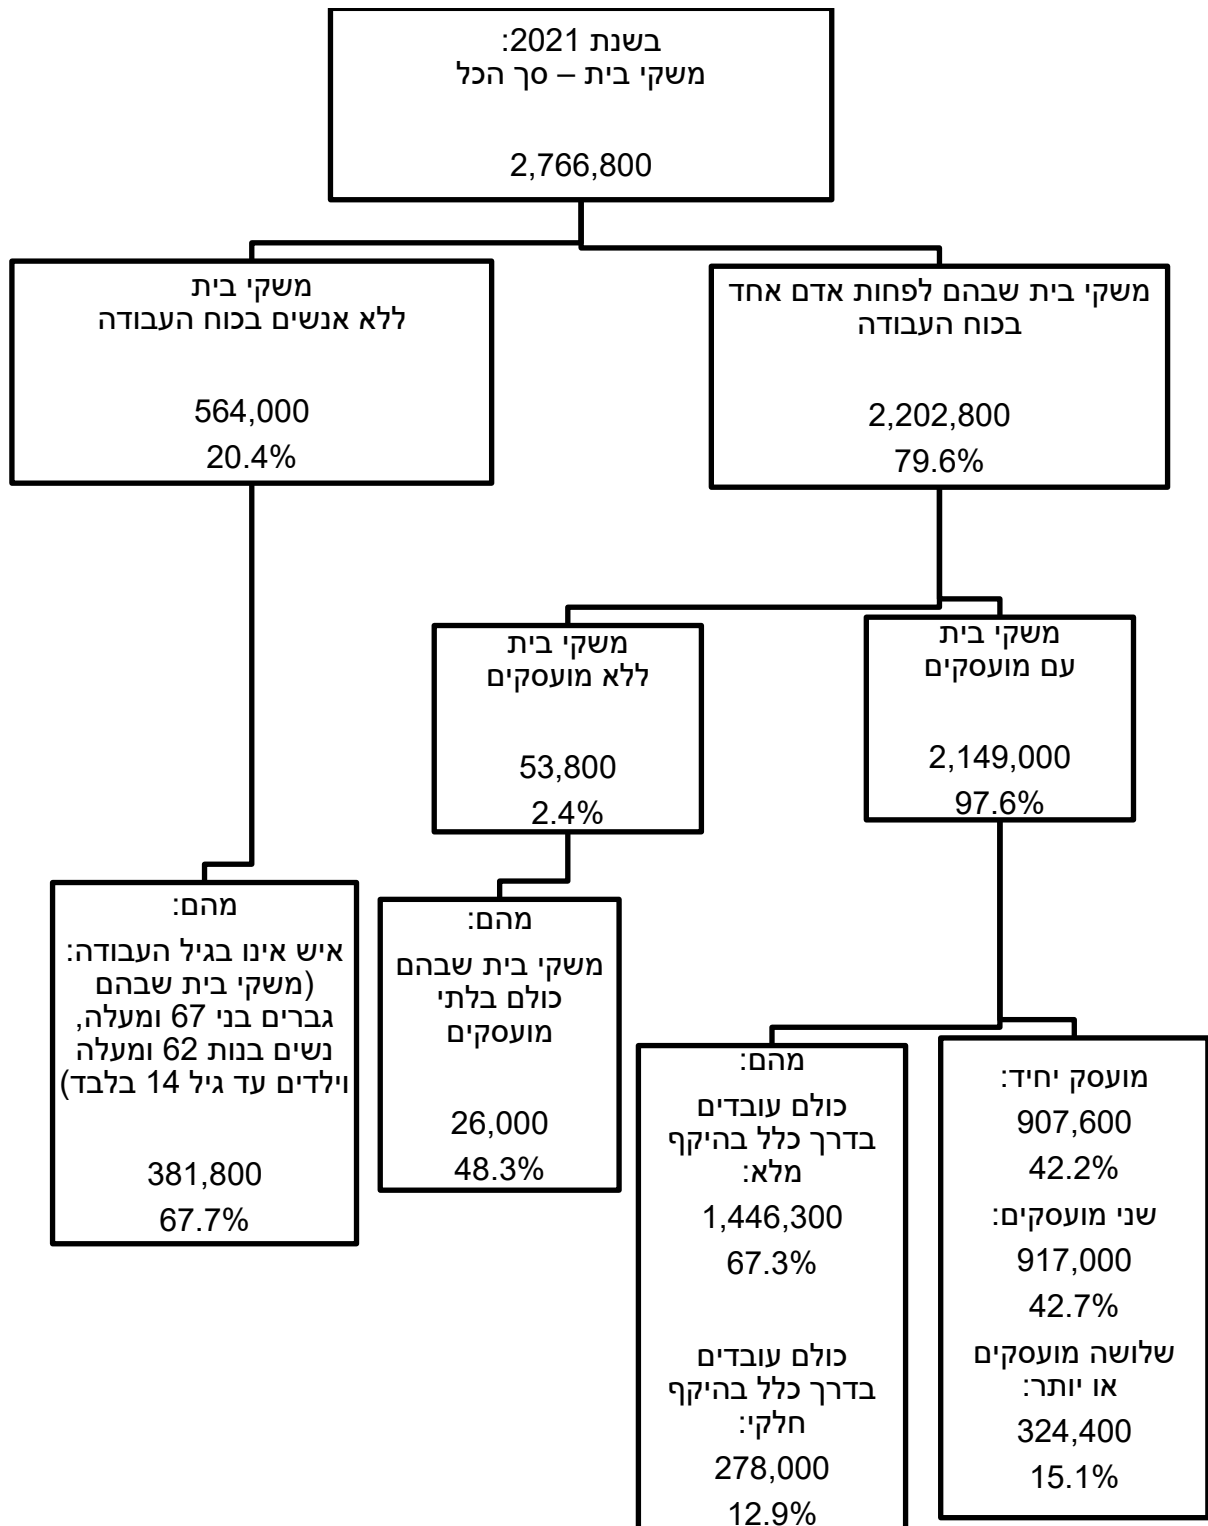 בשנת 2021:
משקי בית – סך הכל
2,766,800
משקי בית שבהם לפחות אדם אחד
בכוח העבודה
2,202,800
79.6%
משקי בית
ללא אנשים בכוח העבודה
564,000
20.4%
משקי בית
עם מועסקים
2,149,000
97.6%
משקי בית
ללא מועסקים
53,800
2.4%
מועסק יחיד:
907,600
42.2%
שני מועסקים:
917,000
42.7%
שלושה מועסקים
או יותר:
324,400
15.1%
מהם:
כולם עובדים
בדרך כלל בהיקף
מלא:
1,446,300
67.3%
כולם עובדים
בדרך כלל בהיקף
חלקי:
278,000
12.9%
מהם:
משקי בית שבהם
כולם בלתי
מועסקים
26,000
48.3%
מהם:
איש אינו בגיל העבודה:
(משקי בית שבהם
גברים בני 67 ומעלה,
נשים בנות 62 ומעלה
וילדים עד גיל 14 בלבד)
381,800
67.7%